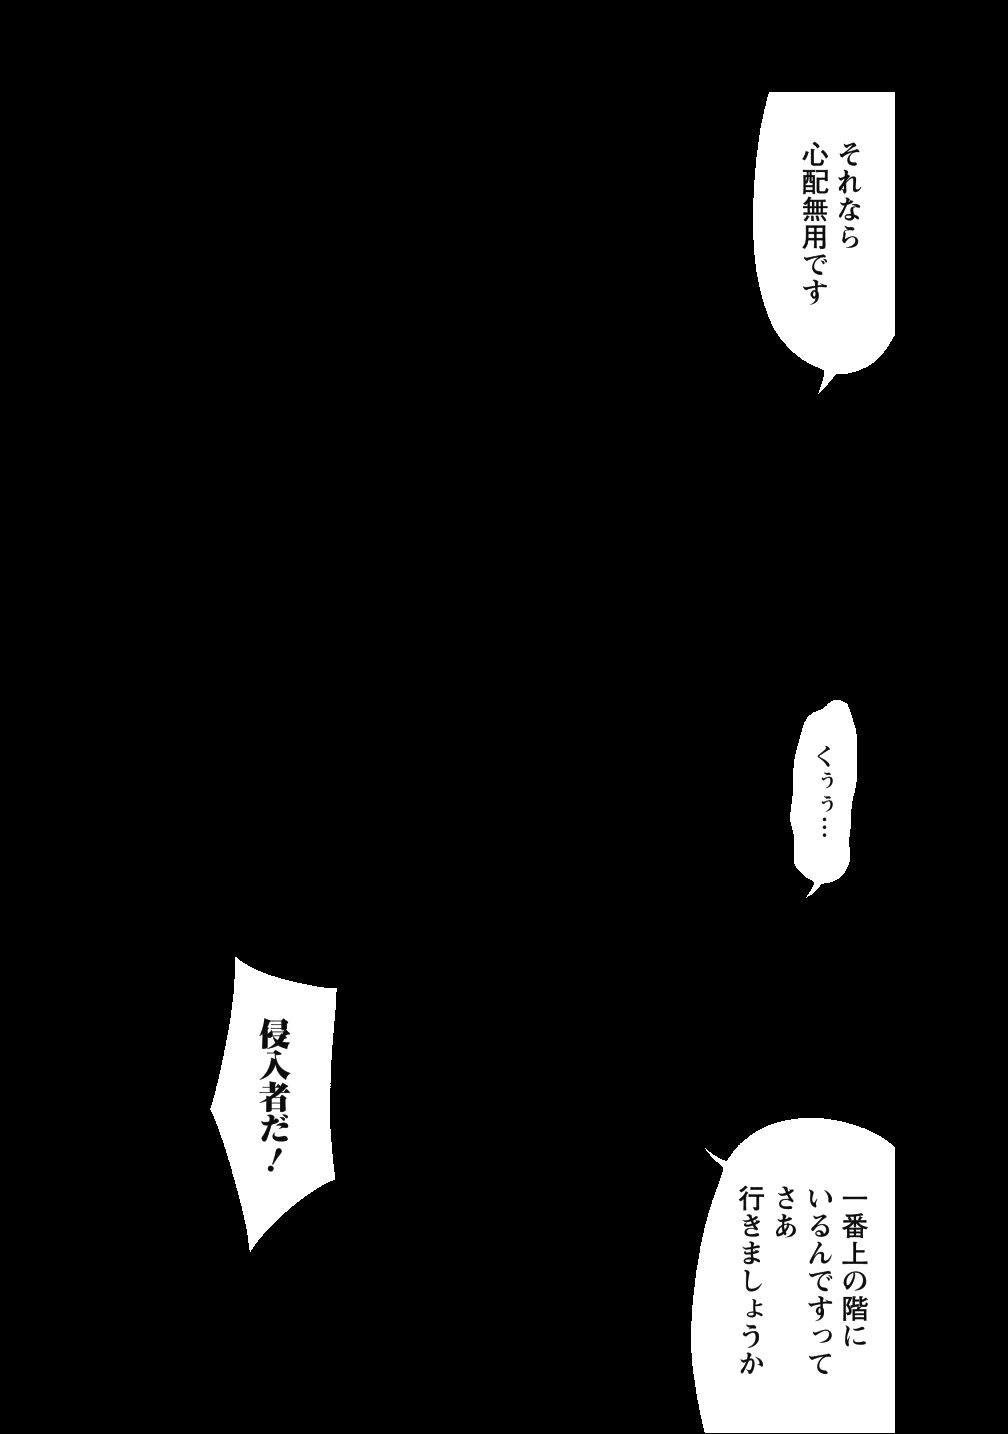 それなら
心配無用です
くぅぅ…
一番上の階に
いるんですって
さあ
行きましょうか
侵入者だ！